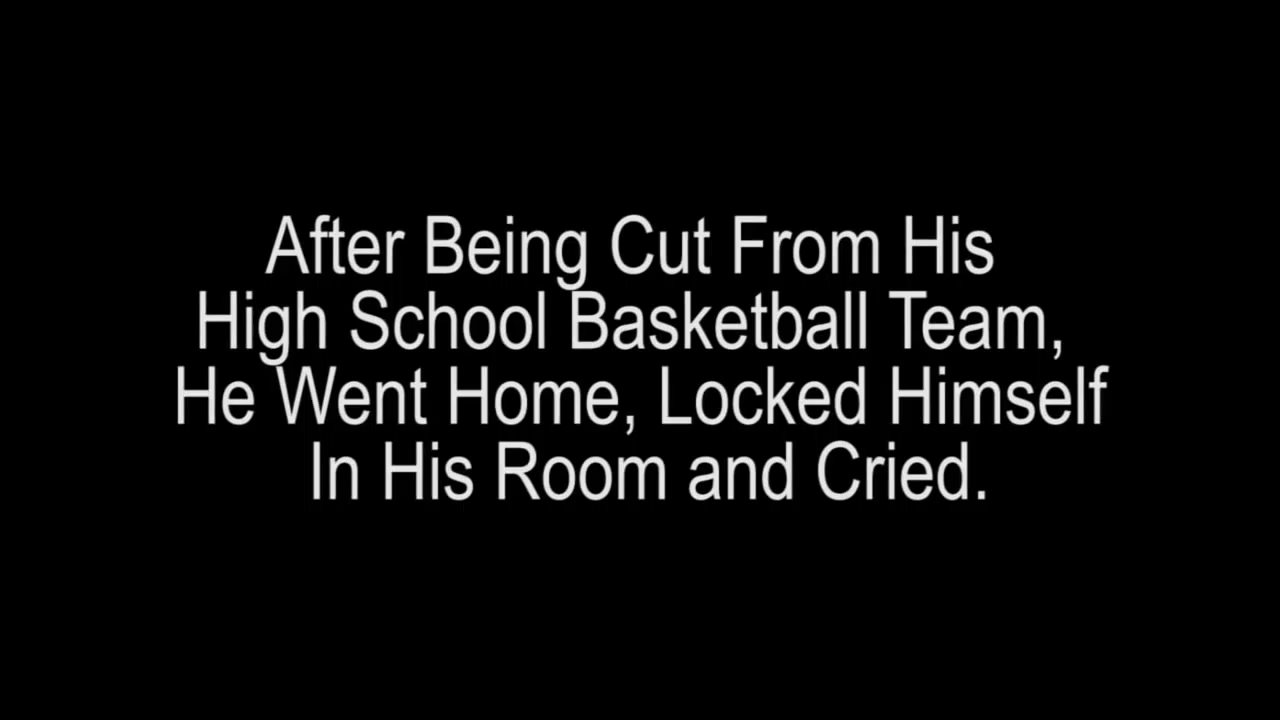 After Being Cut From His
High School Basketball Team,
He Went Home, Locked Himself
In His Room and Cried.